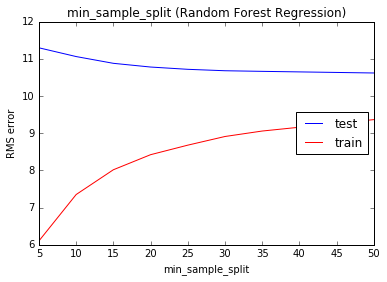 min_sample_split (Random Forest Regression)
12
11
10
9
8
7
6
RMS error
test
train
5 10 15 20 25 30 35 40 45 50
min_sample_split